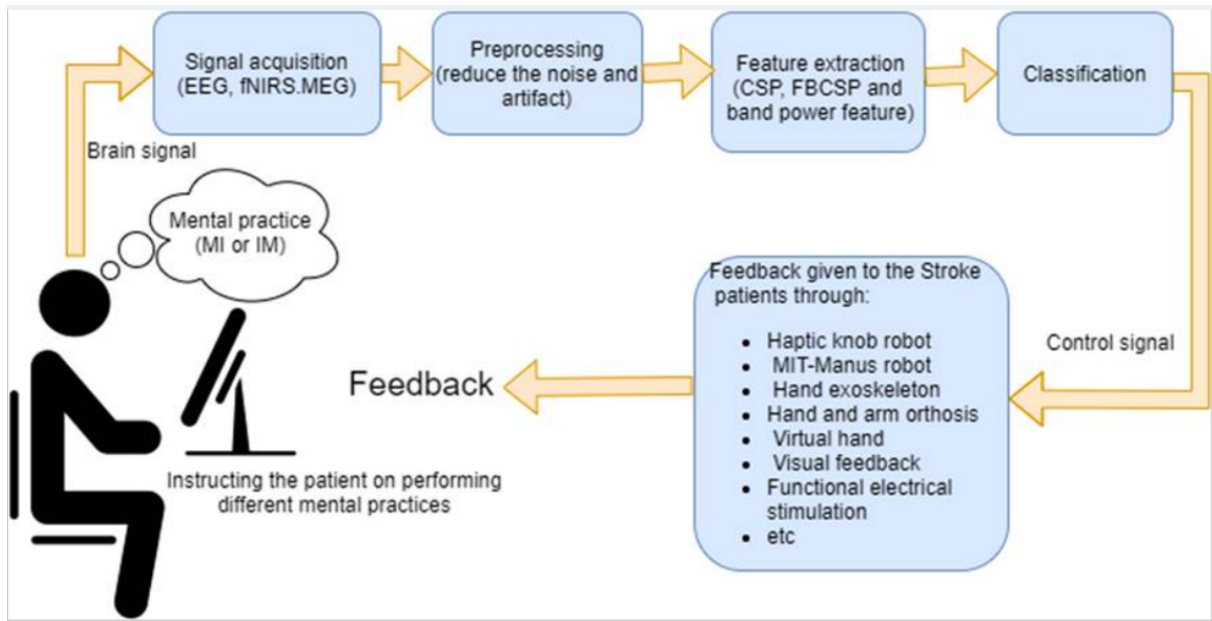 Signal acquisition
(EEG, fNIRS.MEG)
Preprocessing
(reduce the noise and
artifact)
Feature extraction
(CSP, FBCSP and
band power feature)
Classification
Brain signal
Mental practice
(MI or IM)
Instructing the patient on performing
different mental practices
Control signal
Feedback given to the Stroke
patients through:
• Haptic knob robot
• MIT-Manus robot
• Hand exoskeleton
• Hand and arm orthosis
• Virtual hand
• Visual feedback
• Functional electrical
stimulation
• etc
Feedback